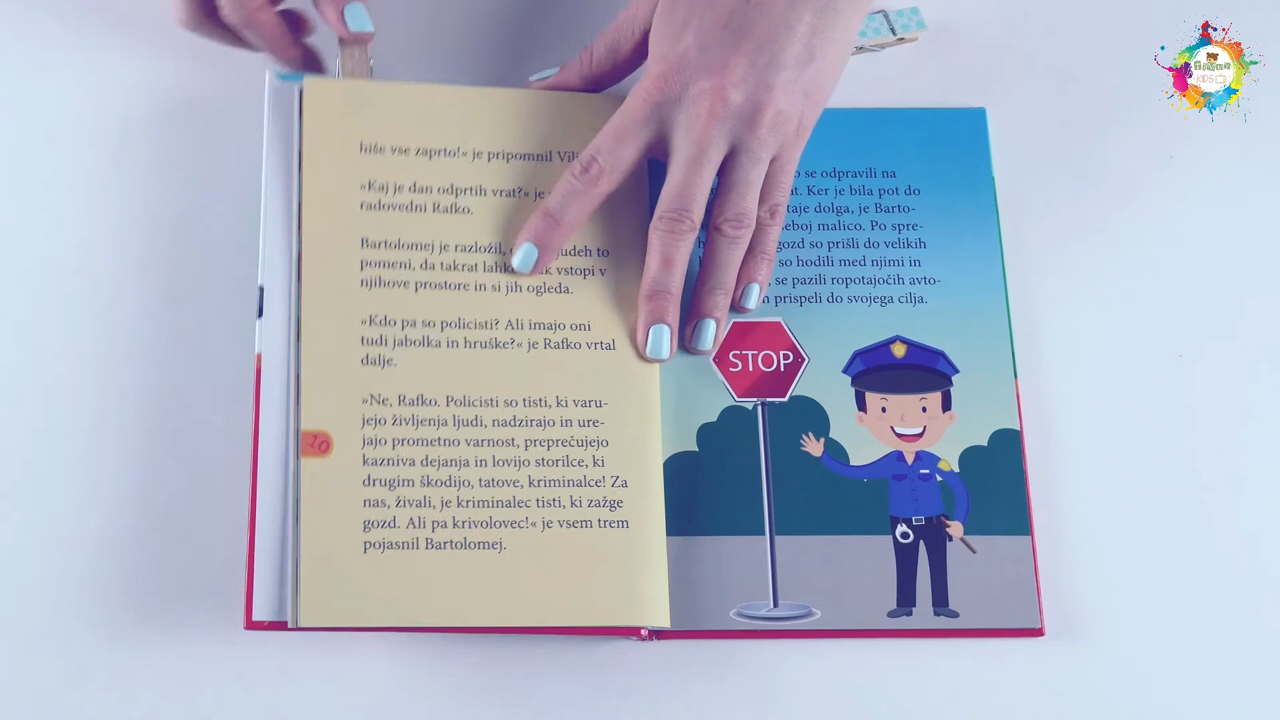 hiše vse zaprto!« je pripomnil
»Kaj je dan odprtih vrat?« je
radovedni Rafko.
Bartolomej je razložil, judeh to
pomeni, da takrat vstopi v
njihove prostore in si jih ogleda.
»Kdo pa so policisti? Ali imajo oni
tudi jabolka in hruške?« je Rafko vrtal
dalje.
»Ne, Rafko. Policisti so tisti, ki varu-
jejo življenja ljudi, nadzirajo in ure-
jajo prometno varnost, preprečujejo
kazniva dejanja in lovijo storilce, ki
drugim škodijo, tatove, kriminalce! Za
nas, živali, je kriminalec tisti, ki zažge
gozd. Ali pa krivolovec!« je vsem trem
pojasnil Bartolomej.
20
se odpravili na
Ker je bila pot do
dolga, je Barto-
seboj malico. Po spre-
gozd so prišli do velikih
so hodili med njimi in
se pazili ropotajočih avto-
prispeli do svojega cilja.
STOP
KIDS